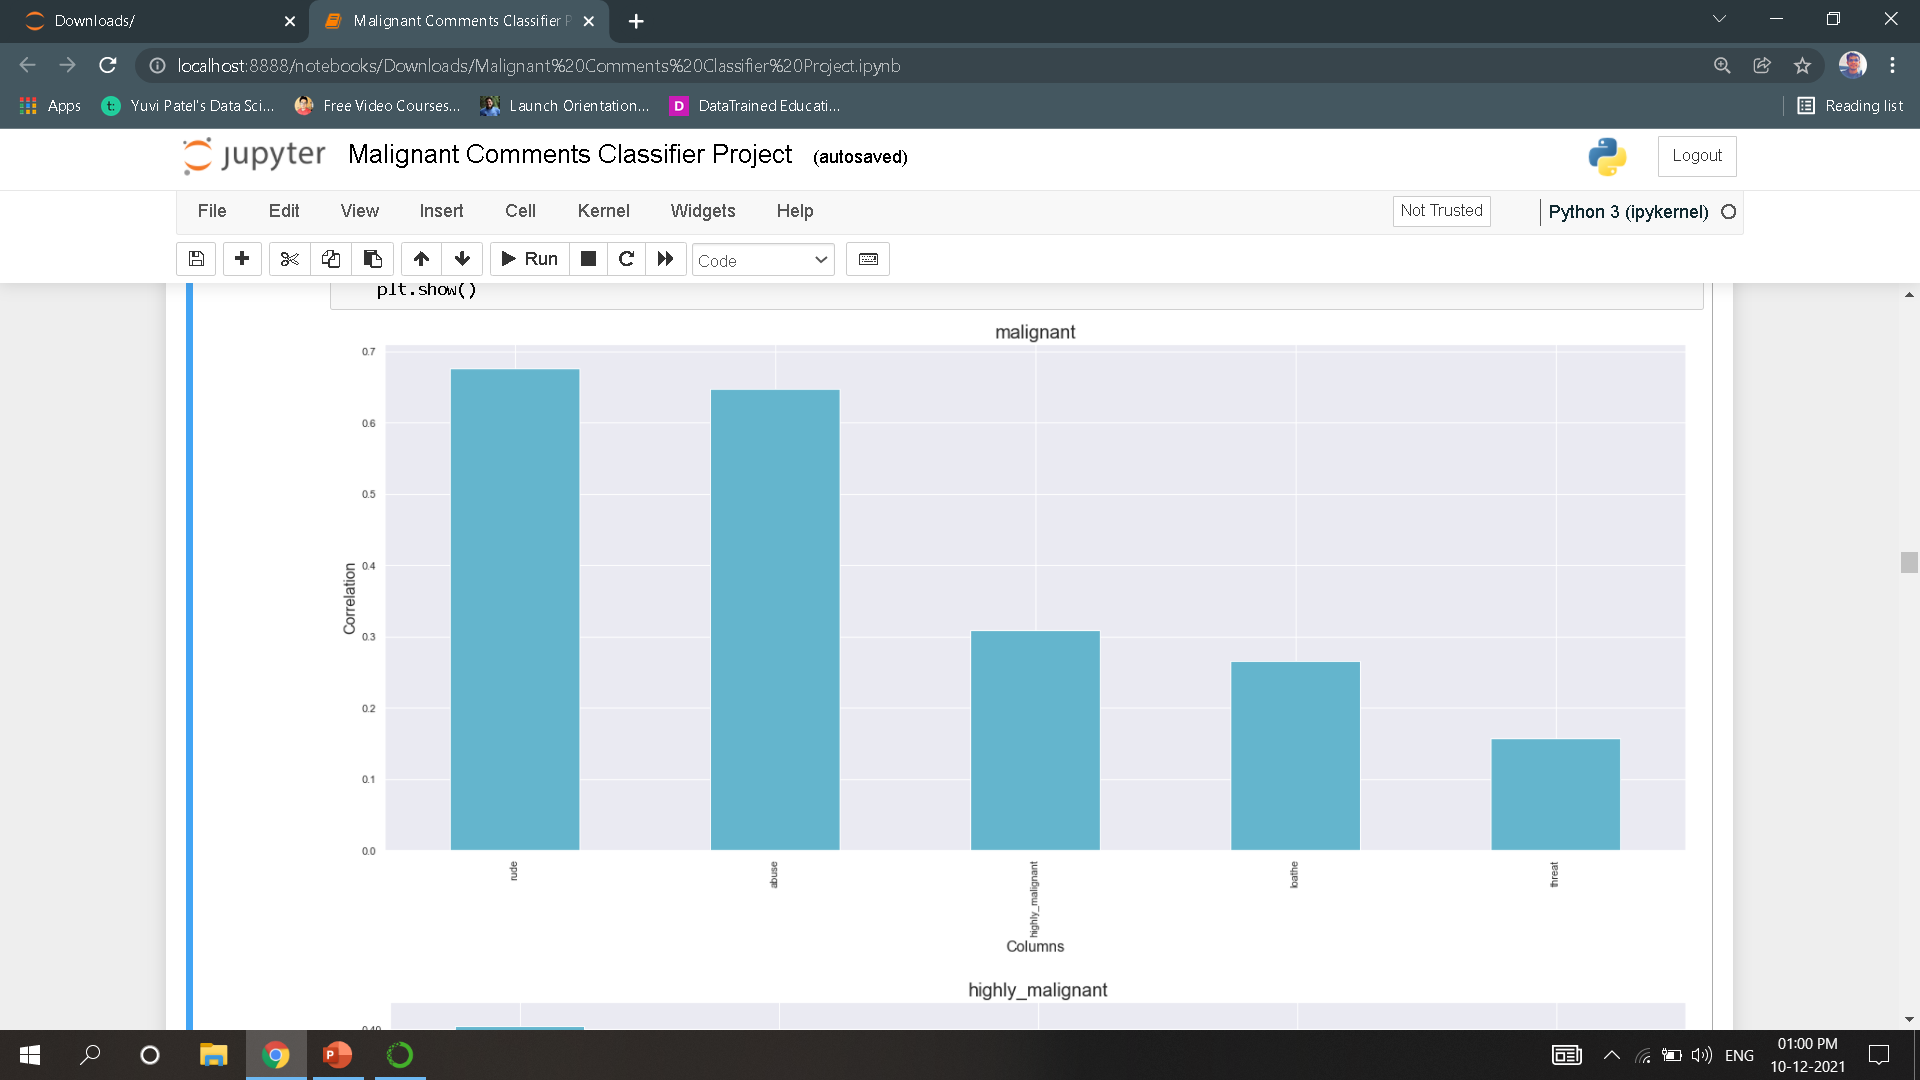 Downloads/
Malignant Comments Classifier P
localhost:8888/notebooks/Downloads/Malignant%20Comments%20Classifier%20Project.ipynb
Apps
Yuvi Patel's Data Sci...
Free Video Courses...
Launch Orientation...
D
DataTrained Educati...
Reading list
jupyter
Malignant Comments Classifier Project
(autosaved)
Logout
File
Edit
View
Insert
Cell
Kernel
Widgets
Help
Not Trusted
Python 3 (ipykernel)
Run
Code
plt.show()
malignant
0.7
0.6
0.5
0.4
0.3
0.2
0.1
0.0
Correlation
rude
abuse
highly_malignant
loathe
threat
Columns
highly_malignant
0.40
P
ENG
01:00 PM
10-12-2021